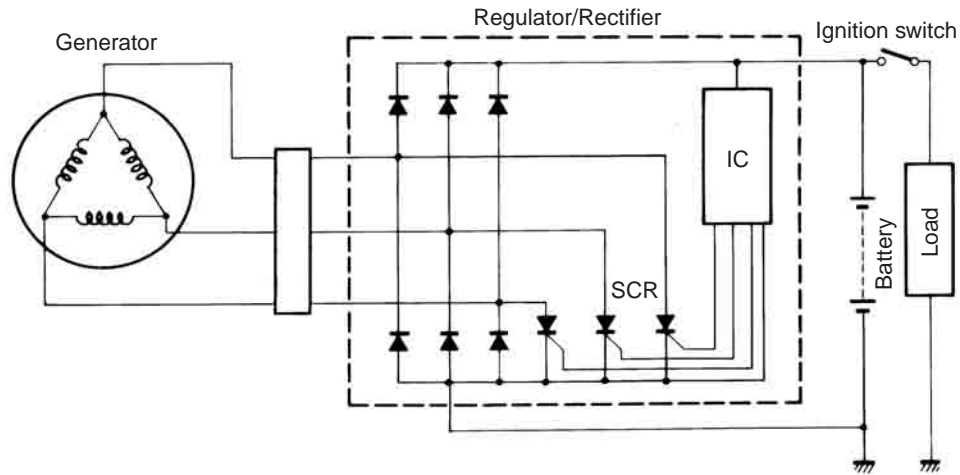 Regulator/Rectifier
Generator
Ignition switch
IC
SCR
Battery
Load